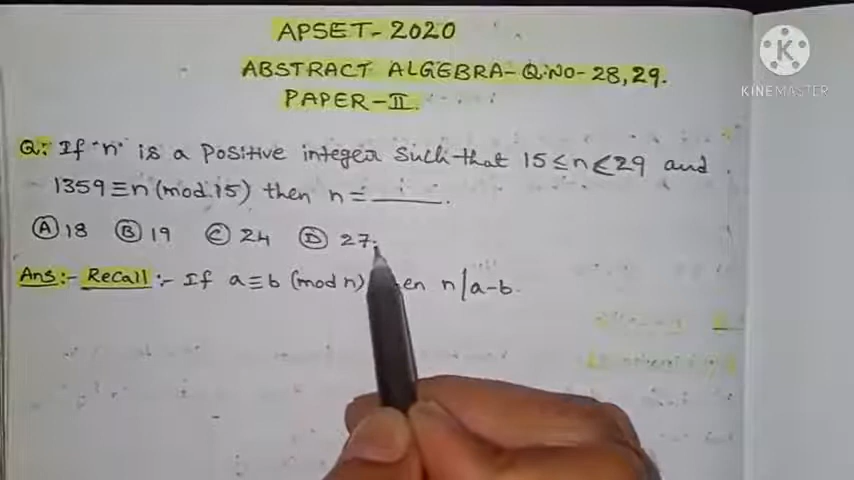 APSET-2020
ABSTRACT ALGEBRA-Q.NO-28,29.
PAPER-II.
K
KINEMASTER
Q: If 'n' is a positive integer such that 15≤n<29 and
1359≡n(mod 15) then n=______.
Ⓐ 18 Ⓑ 19 Ⓒ 24 Ⓓ 27.
Ans:- Recall:- If a≡b (mod n) n|a-b.